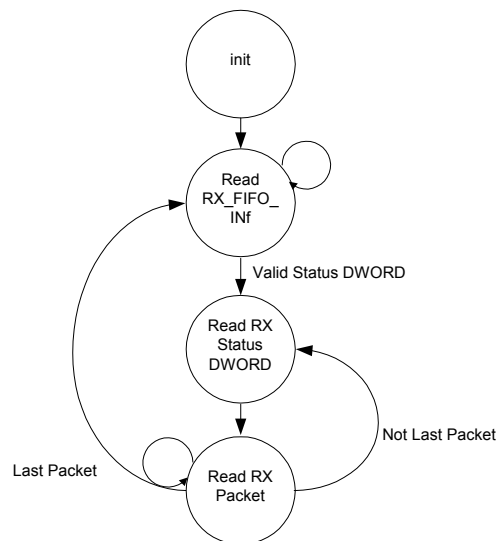 init
Read
RX_FIFO_
INf
Valid Status DWORD
Read RX
Status
DWORD
Not Last Packet
Last Packet
Read RX
Packet